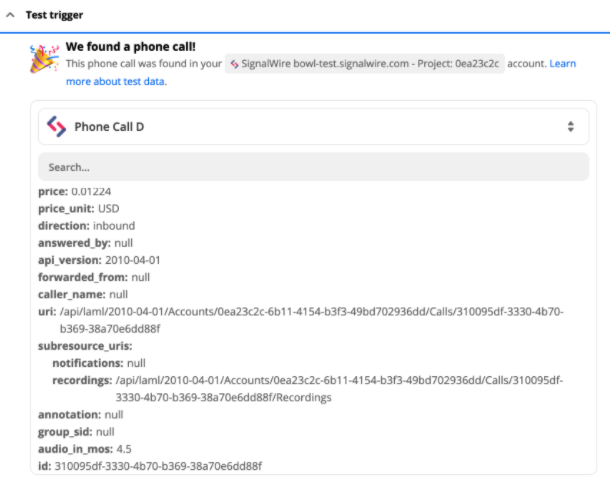 Test trigger
We found a phone call!
This phone call was found in your SignalWire bowl-test.signalwire.com - Project: 0ea23c2c account. Learn
more about test data.
Phone Call D
Search...
price: 0.01224
price_unit: USD
direction: inbound
answered_by: null
api_version: 2010-04-01
forwarded_from: null
caller_name: null
uri: /api/laml/2010-04-01/Accounts/0ea23c2c-6b11-4154-b3f3-49bd702936dd/Calls/310095df-3330-4b70-
b369-38a70e6dd88f
subresource_uris:
notifications: null
recordings: /api/laml/2010-04-01/Accounts/0ea23c2c-6b11-4154-b3f3-49bd702936dd/Calls/310095df-
3330-4b70-b369-38a70e6dd88f/Recordings
annotation: null
group_sid: null
audio_in_mos: 4.5
id: 310095df-3330-4b70-b369-38a70e6dd88f